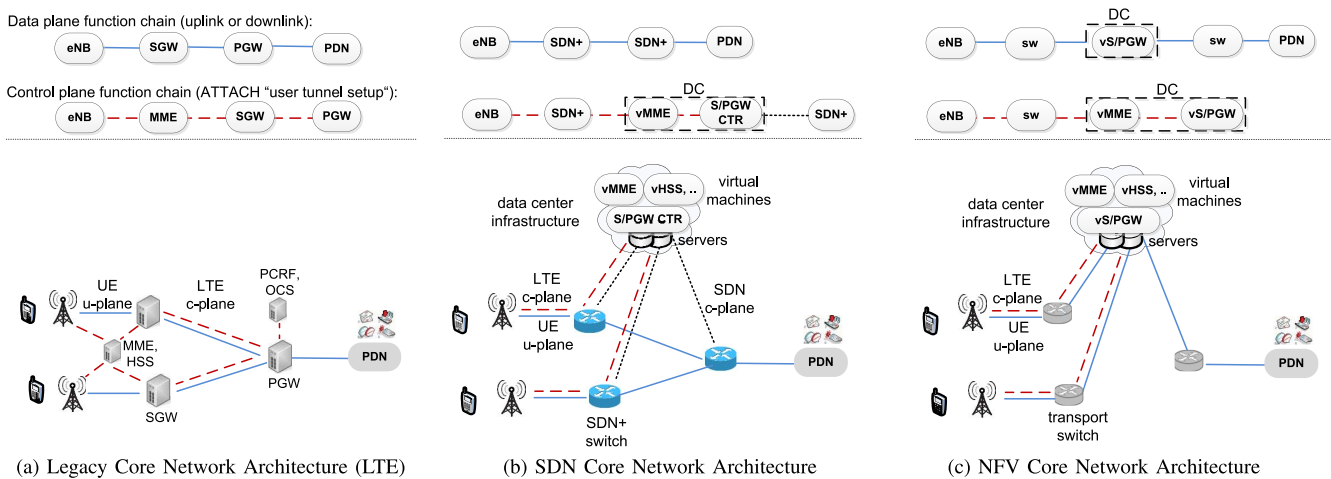 Data plane function chain (uplink or downlink):
eNB SGW PGW PDN
Control plane function chain (ATTACH “user tunnel setup“):
eNB MME SGW PGW
UE
u-plane
LTE
c-plane
PCRF,
OCS
MME,
HSS
PGW
PDN
SGW
(a) Legacy Core Network Architecture (LTE)
eNB SDN+ SDN+ PDN
DC
eNB SDN+ vMME S/PGW CTR SDN+
vMME vHSS, ..
virtual
machines
data center
infrastructure
S/PGW CTR
servers
LTE
c-plane
UE
u-plane
SDN
c-plane
PDN
SDN+
switch
(b) SDN Core Network Architecture
DC
eNB sw vS/PGW sw PDN
DC
eNB sw vMME vS/PGW
vMME vHSS, ..
virtual
machines
data center
infrastructure
vS/PGW
servers
LTE
c-plane
UE
u-plane
PDN
transport
switch
(c) NFV Core Network Architecture